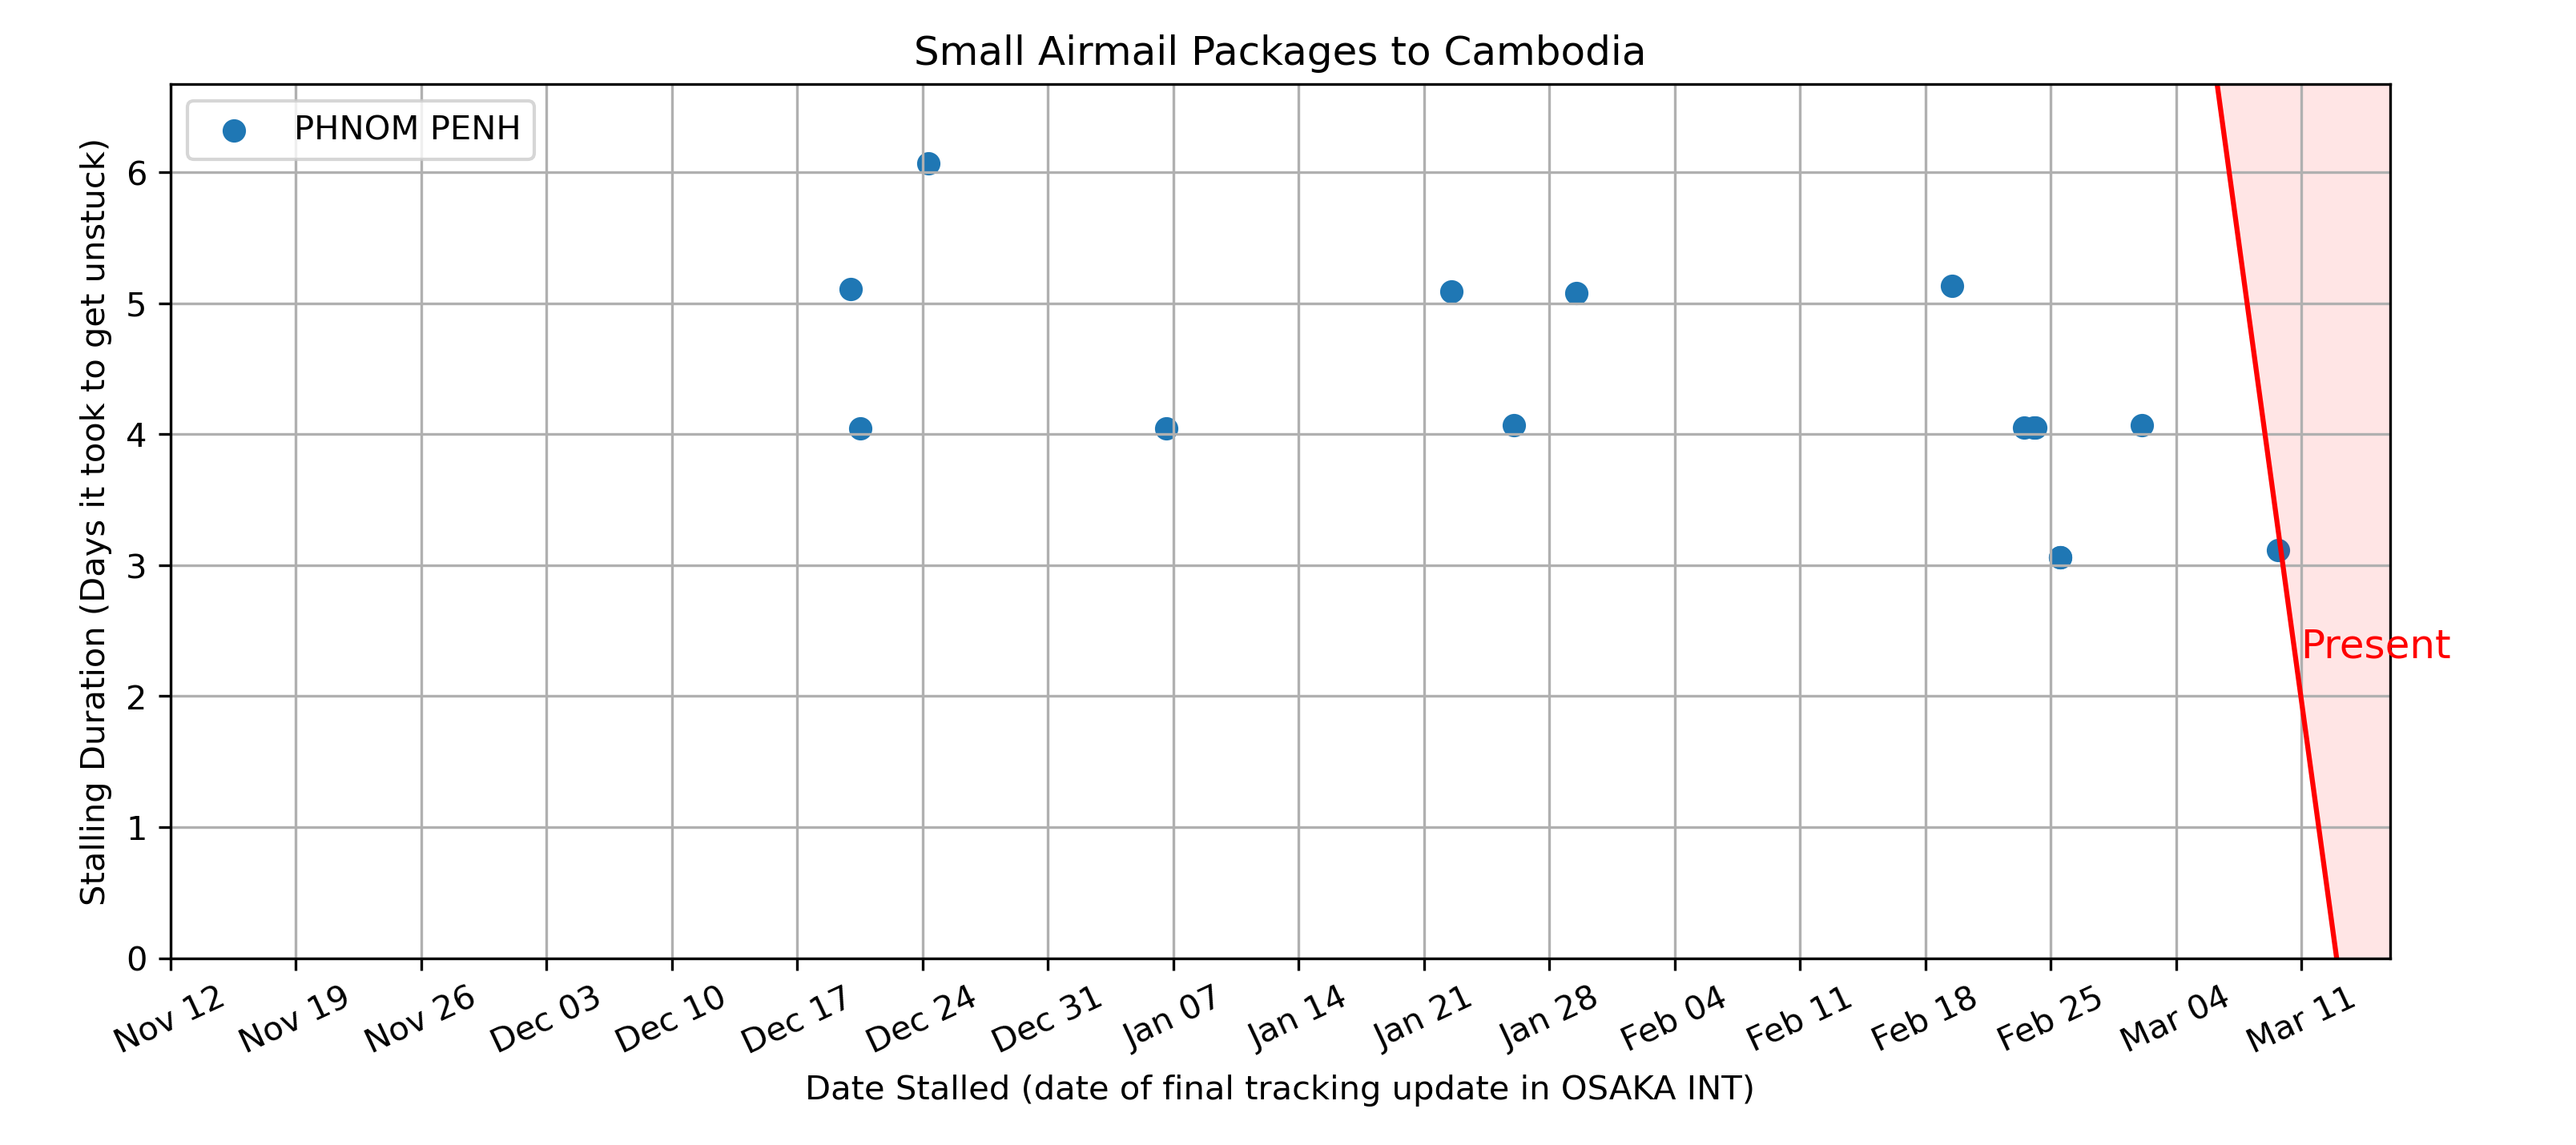 Small Airmail Packages to Cambodia
PHNOM PENH
Stalling Duration (Days it took to get unstuck)
6
5
4
3
2
1
0
Present
Nov 12
Nov 19
Nov 26
Dec 03
Dec 10
Dec 17
Dec 24
Dec 31
Jan 07
Jan 14
Jan 21
Jan 28
Feb 04
Feb 11
Feb 18
Feb 25
Mar 04
Mar 11
Date Stalled (date of final tracking update in OSAKA INT)